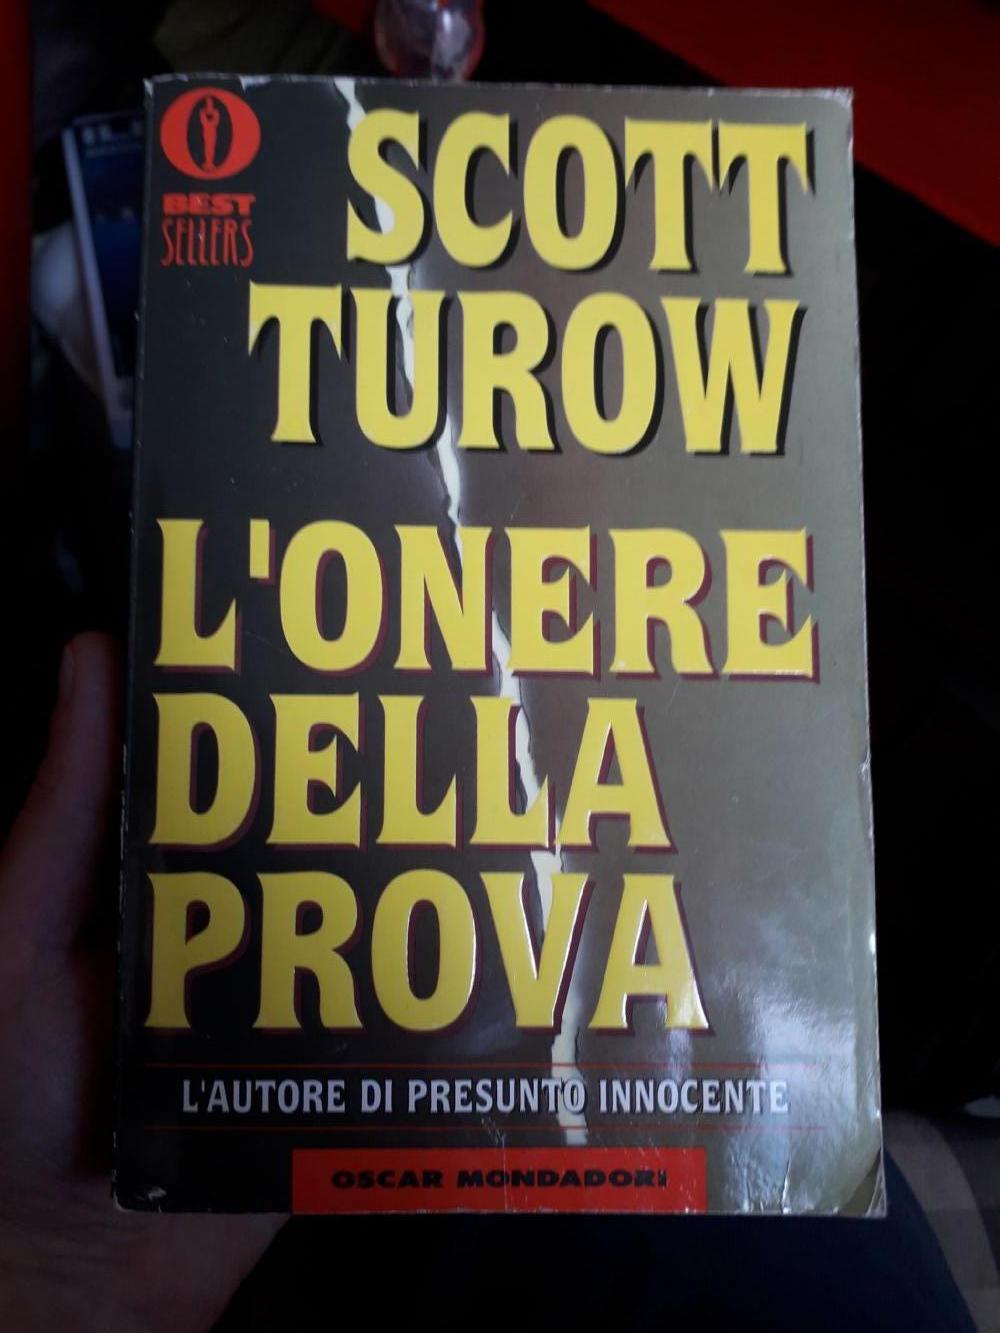 BEST
SELLERS
SCOTT
TUROW
L'ONERE
DELLA
PROVA
L'AUTORE DI PRESUNTO INNOCENTE
OSCAR MONDADORI